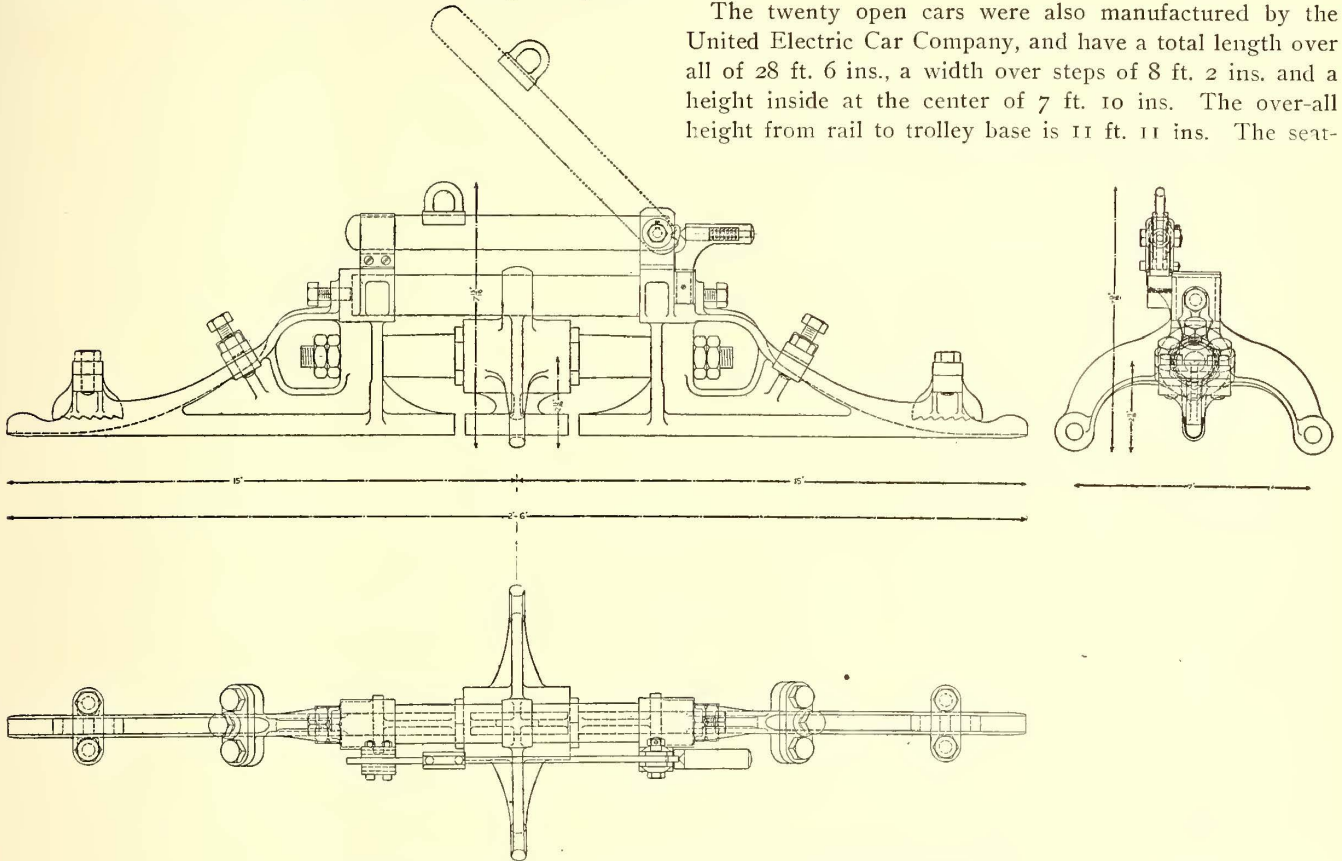 The twenty open cars were also manufactured by the
United Electric Car Company, and have a total length over
all of 28 ft. 6 ins., a width over steps of 8 ft. 2 ins. and a
height inside at the center of 7 ft. 10 ins. The over-all
height from rail to trolley base is 11 ft. 11 ins. The seat-
15"
15"
2'-6"
7"